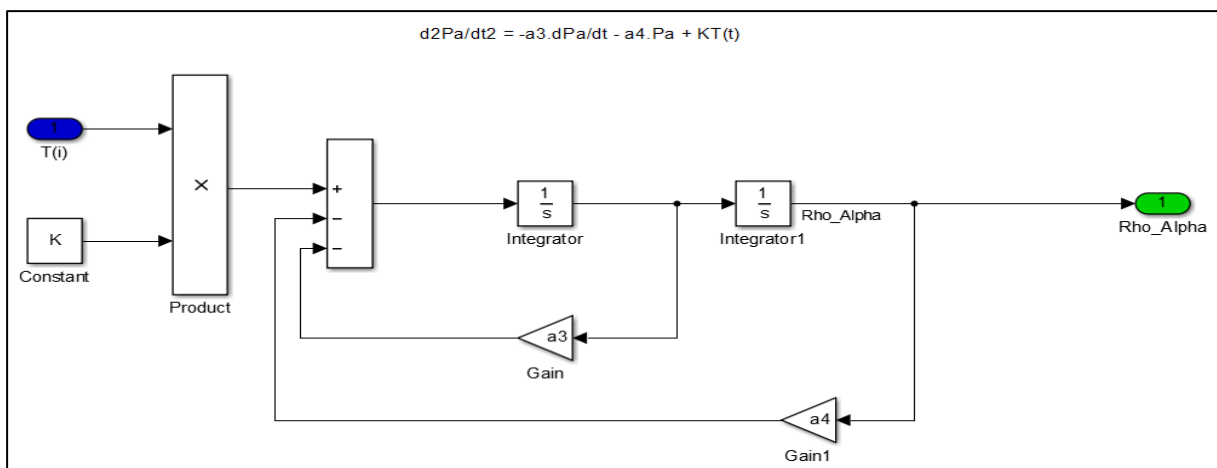 d2Pa/dt2 = -a3.dPa/dt - a4.Pa + KT(t)
1
T(i)
K
Constant
X
Product
+
−
−
1
s
Integrator
1
s
Integrator1
Rho_Alpha
1
Rho_Alpha
a3
Gain
a4
Gain1